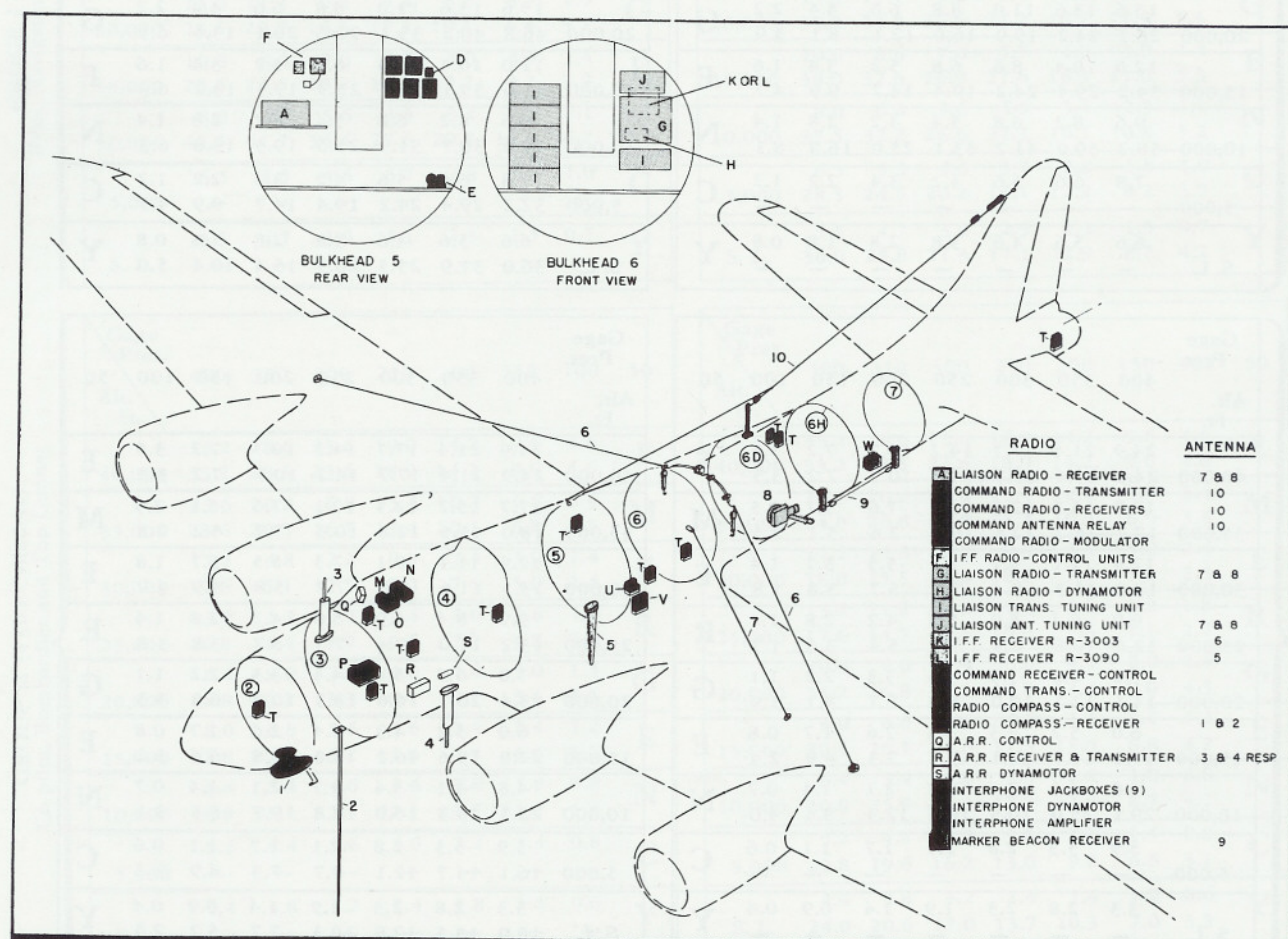 F
D
A
E
BULKHEAD 5
REAR VIEW
I
I
I
I
I
J
K OR L
G
H
I
BULKHEAD 6
FRONT VIEW
T
10
7
6H
T
T
6D
W
6
8
9
6
T
5
T
T
U
V
3
N
M
Q
O
T
4
T
5
7
6
T
S
3
P
R
T
2
T
4
1
2
RADIO ANTENNA
A LIAISON RADIO - RECEIVER 7 & 8
COMMAND RADIO - TRANSMITTER 10
COMMAND RADIO - RECEIVERS 10
COMMAND ANTENNA RELAY 10
COMMAND RADIO - MODULATOR
F I.F.F. RADIO - CONTROL UNITS
G LIAISON RADIO - TRANSMITTER 7 & 8
H LIAISON RADIO - DYNAMOTOR
I LIAISON TRANS. TUNING UNIT
J LIAISON ANT. TUNING UNIT 7 & 8
K I.F.F. RECEIVER R-3003 6
L I.F.F. RECEIVER R-3090 5
COMMAND RECEIVER - CONTROL
COMMAND TRANS. - CONTROL
RADIO COMPASS - CONTROL
RADIO COMPASS - RECEIVER 1 & 2
Q A.R.R. CONTROL
R A.R.R. RECEIVER & TRANSMITTER 3 & 4 RESP
S A.R.R. DYNAMOTOR
INTERPHONE JACKBOXES (9)
INTERPHONE DYNAMOTOR
INTERPHONE AMPLIFIER
MARKER BEACON RECEIVER 9